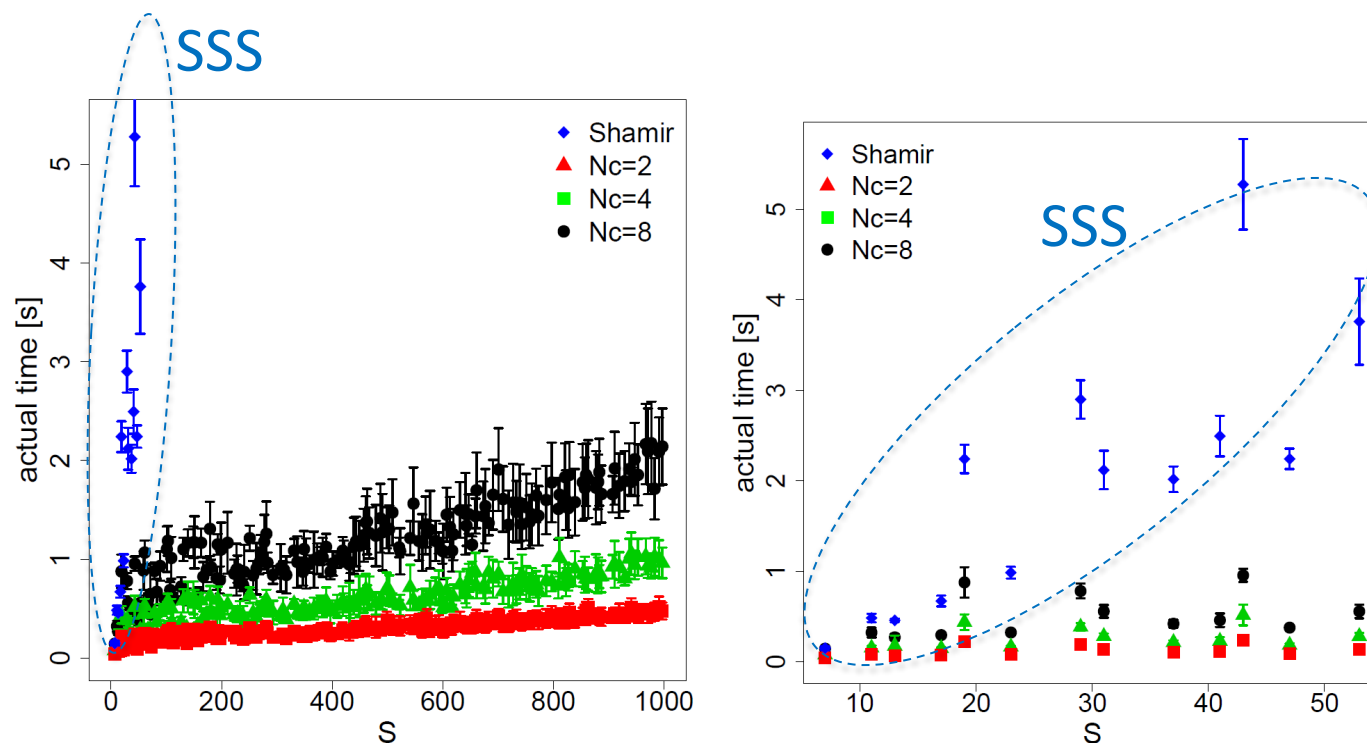 SSS
Shamir
Nc=2
Nc=4
Nc=8
actual time [s]
5
4
3
2
1
0
0 200 400 600 800 1000
S
SSS
Shamir
Nc=2
Nc=4
Nc=8
actual time [s]
5
4
3
2
1
0
10 20 30 40 50
S